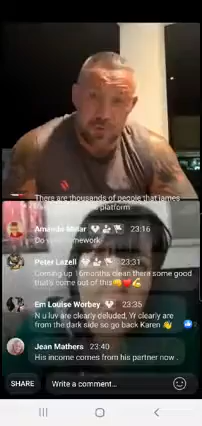 There are thousands of people that james
platform
Amanda Millar 23:16
Do your homework
Peter Lazell 23:31
Coming up 16months clean there some good
that's come out of this
Em Louise Worbey 23:35
N u luv are clearly deluded, Yr clearly are
from the dark side so go back Karen
Jean Mathers 23:40
His income comes from his partner now .
SHARE Write a comment...